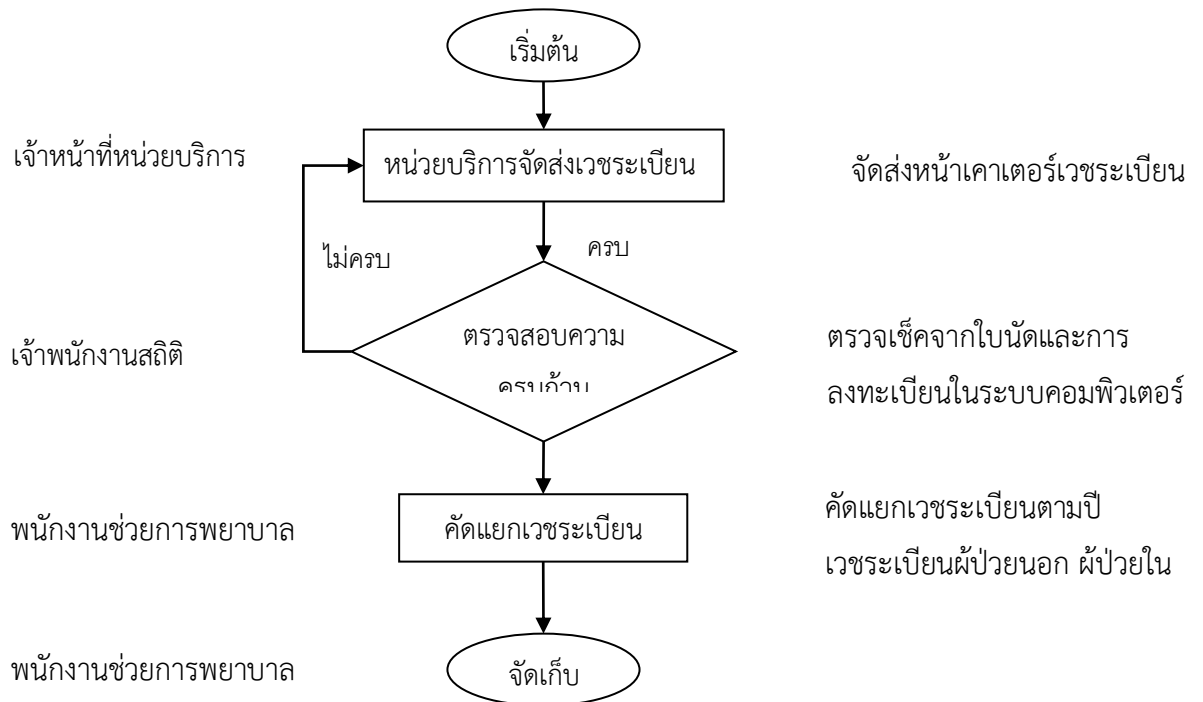 เริ่มต้น
เจ้าหน้าที่หน่วยบริการ
หน่วยบริการจัดส่งเวชระเบียน
จัดส่งหน้าเคาเตอร์เวชระเบียน
ไม่ครบ
ครบ
เจ้าพนักงานสถิติ
ตรวจสอบความ
ครบถ้วน
ตรวจเช็คจากใบนัดและการ
ลงทะเบียนในระบบคอมพิวเตอร์
พนักงานช่วยการพยาบาล
คัดแยกเวชระเบียน
คัดแยกเวชระเบียนตามปี
เวชระเบียนผู้ป่วยนอก ผู้ป่วยใน
พนักงานช่วยการพยาบาล
จัดเก็บ